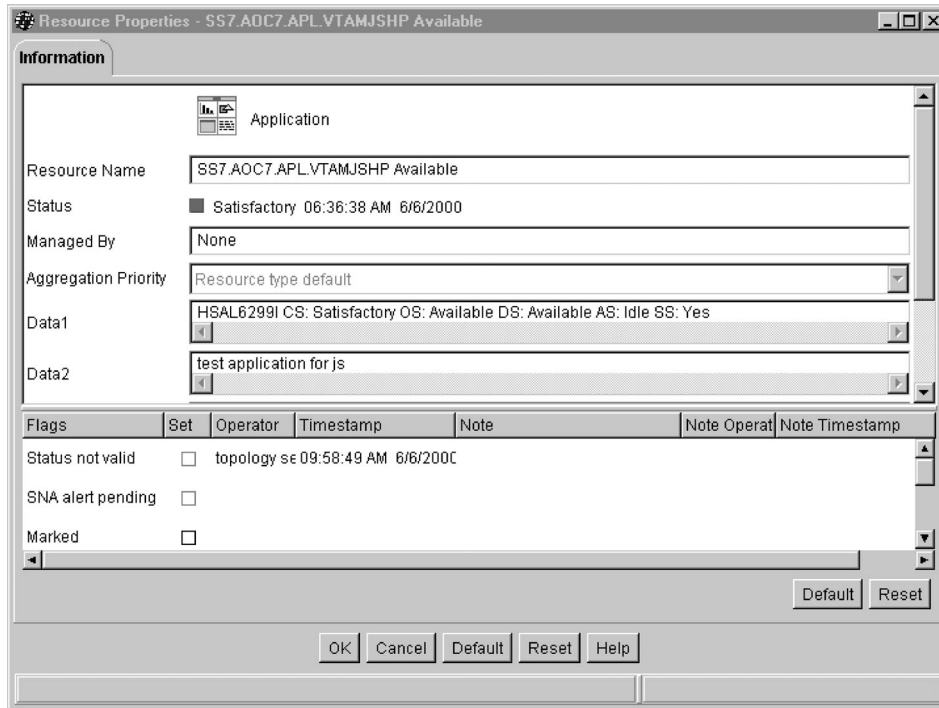 Resource Properties - SS7.AOC7.APL.VTAMJSHP Available
Information
Application
Resource Name SS7.AOC7.APL.VTAMJSHP Available
Status Satisfactory 06:36:38 AM 6/6/2000
Managed By None
Aggregation Priority Resource type default
Data1 HSAL6299I CS: Satisfactory OS: Available DS: Available AS: Idle SS: Yes
Data2 test application for js
Flags Set Operator Timestamp Note Note Operat Note Timestamp
Status not valid topology se 09:58:49 AM 6/6/2000
SNA alert pending
Marked
Default Reset
OK Cancel Default Reset Help